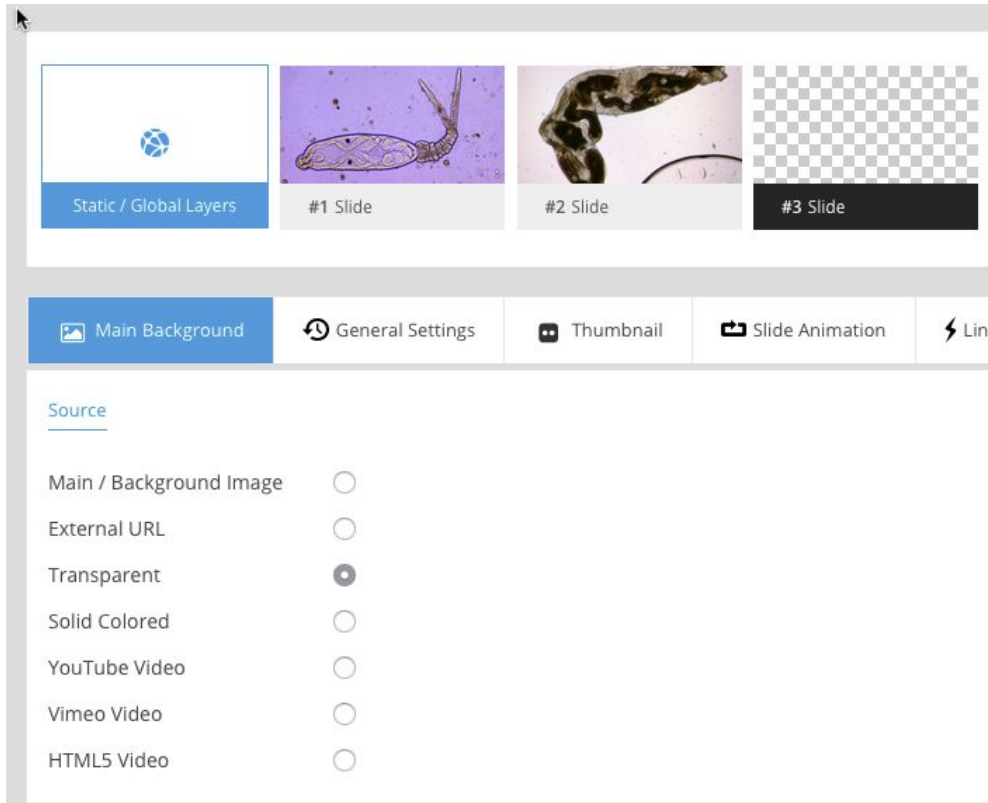 Static / Global Layers
#1 Slide
#2 Slide
#3 Slide
Main Background
General Settings
Thumbnail
Slide Animation
Lin
Source
Main / Background Image
External URL
Transparent
Solid Colored
YouTube Video
Vimeo Video
HTML5 Video